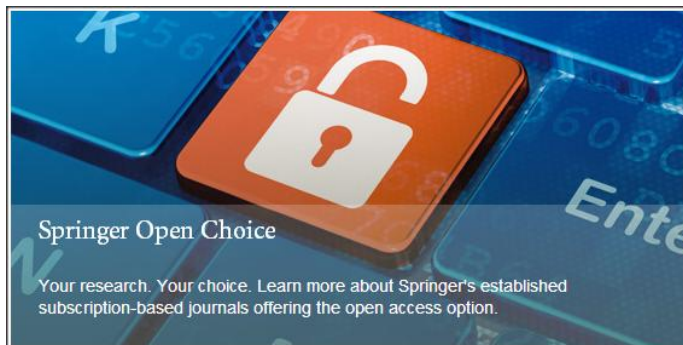 K
Springer Open Choice
Ente
N
Your research. Your choice. Learn more about Springer's established
subscription-based journals offering the open access option.